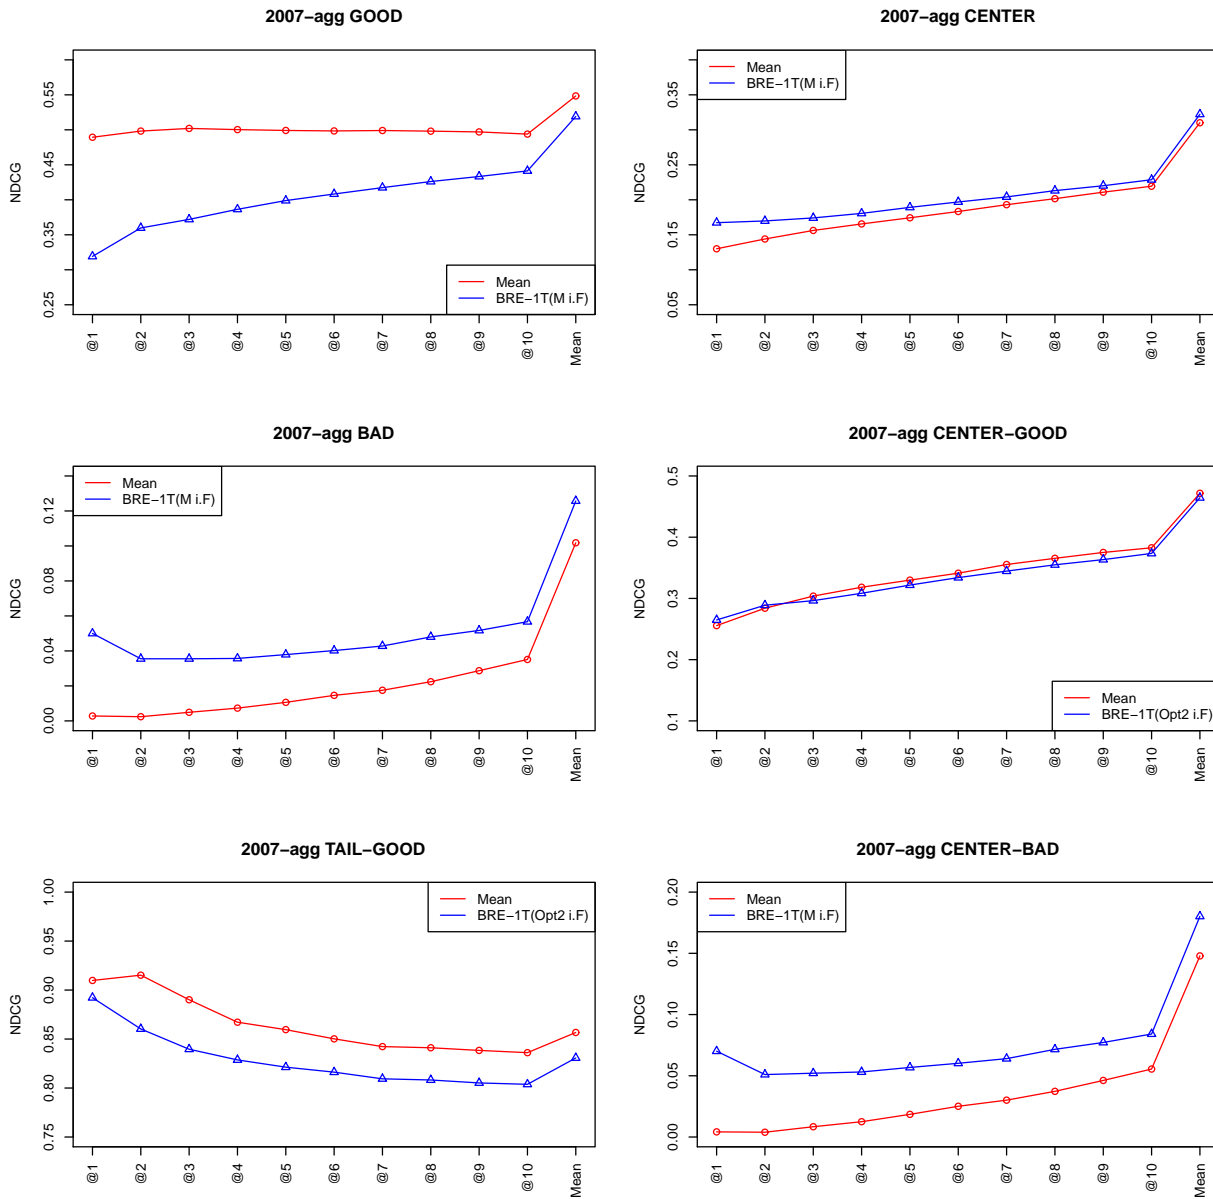 2007−agg GOOD
NDCG
0.25
0.35
0.45
0.55
Mean
BRE−1T(M i.F)
@1
@2
@3
@4
@5
@6
@7
@8
@9
@10
Mean
2007−agg CENTER
NDCG
0.05
0.15
0.25
0.35
Mean
BRE−1T(M i.F)
@1
@2
@3
@4
@5
@6
@7
@8
@9
@10
Mean
2007−agg BAD
NDCG
0.00
0.04
0.08
0.12
Mean
BRE−1T(M i.F)
@1
@2
@3
@4
@5
@6
@7
@8
@9
@10
Mean
2007−agg CENTER−GOOD
NDCG
0.1
0.2
0.3
0.4
0.5
Mean
BRE−1T(Opt2 i.F)
@1
@2
@3
@4
@5
@6
@7
@8
@9
@10
Mean
2007−agg TAIL−GOOD
NDCG
0.75
0.80
0.85
0.90
0.95
1.00
Mean
BRE−1T(Opt2 i.F)
@1
@2
@3
@4
@5
@6
@7
@8
@9
@10
Mean
2007−agg CENTER−BAD
NDCG
0.00
0.05
0.10
0.15
0.20
Mean
BRE−1T(M i.F)
@1
@2
@3
@4
@5
@6
@7
@8
@9
@10
Mean